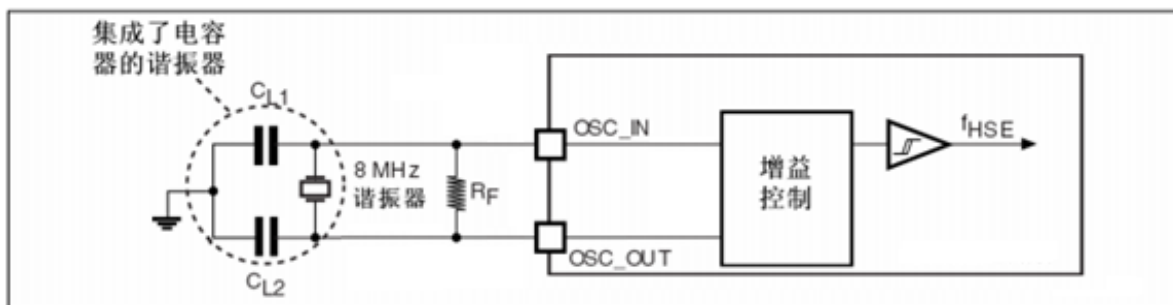 集成了电容
器的谐振器
CL1
8 MHz
谐振器
RF
CL2
OSC_IN
OSC_OUT
增益
控制
fHSE